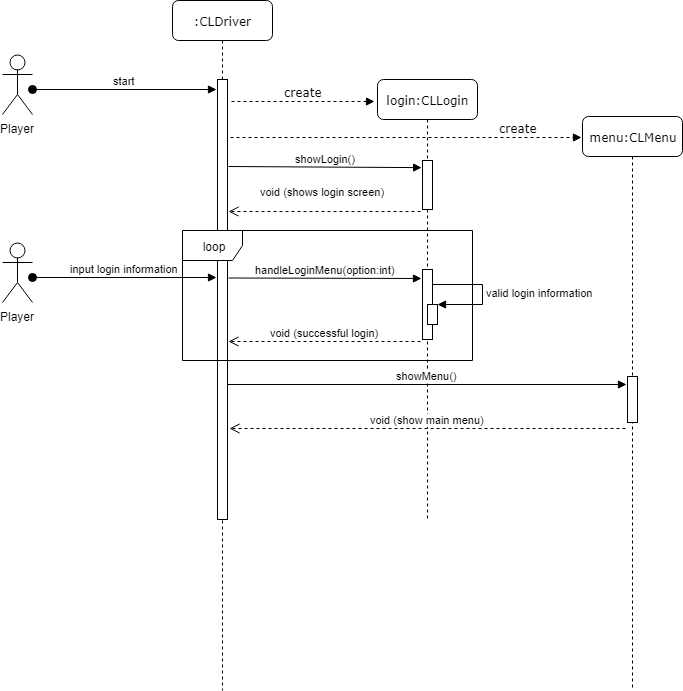 :CLDriver
start
Player
create
login:CLLogin
create
menu:CLMenu
showLogin()
void (shows login screen)
loop
input login information
Player
handleLoginMenu(option:int)
valid login information
void (successful login)
showMenu()
void (show main menu)